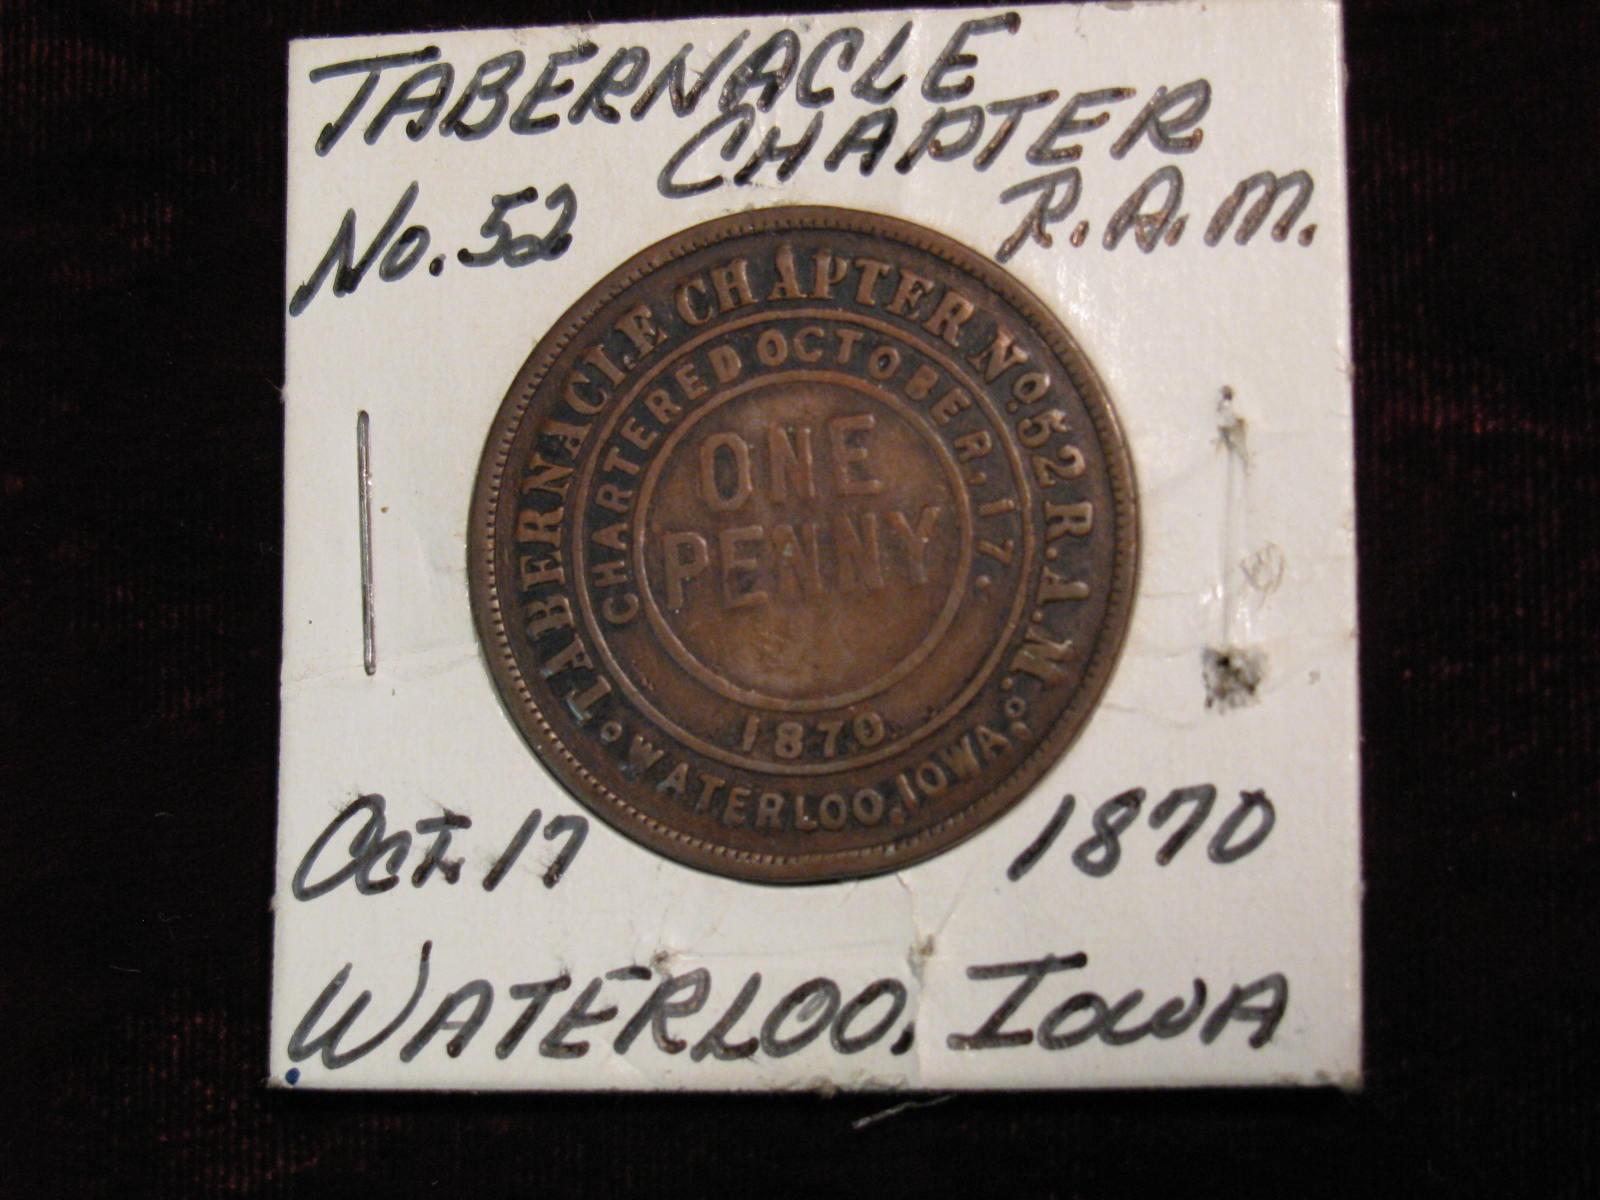 TABERNACLE
CHAPTER
No. 52
R.A.M.
TABERNACLE CHAPTER No. 52 R.A.M.
CHARTERED OCTOBER, 17.
ONE
PENNY
1870
WATERLOO, IOWA.
OCT. 17
1870
WATERLOO, IOWA